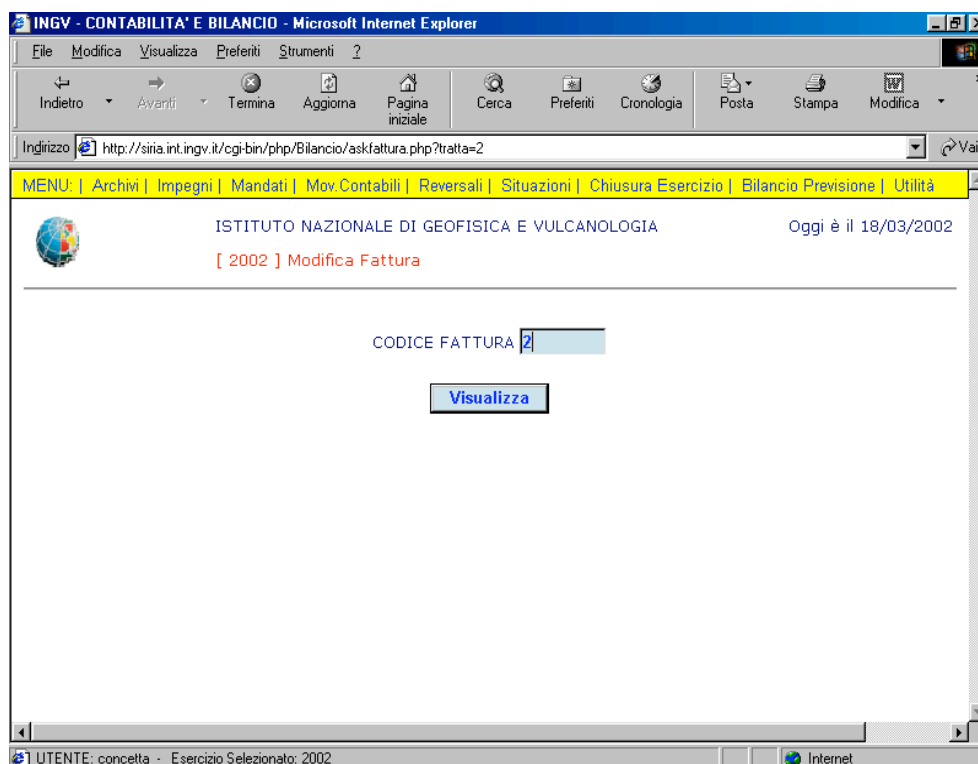 INGV - CONTABILITA' E BILANCIO - Microsoft Internet Explorer
File Modifica Visualizza Preferiti Strumenti ?
Indietro Avanti Termina Aggiorna Pagina iniziale Cerca Preferiti Cronologia Posta Stampa Modifica
Indirizzo http://siria.int.ingv.it/cgi-bin/php/Bilancio/askfattura.php?tratta=2 Vai
MENU: | Archivi | Impegni | Mandati | Mov.Contabili | Reversali | Situazioni | Chiusura Esercizio | Bilancio Previsione | Utilità
ISTITUTO NAZIONALE DI GEOFISICA E VULCANOLOGIA Oggi è il 18/03/2002
[ 2002 ] Modifica Fattura
CODICE FATTURA 2
Visualizza
UTENTE: concetta - Esercizio Selezionato: 2002 Internet